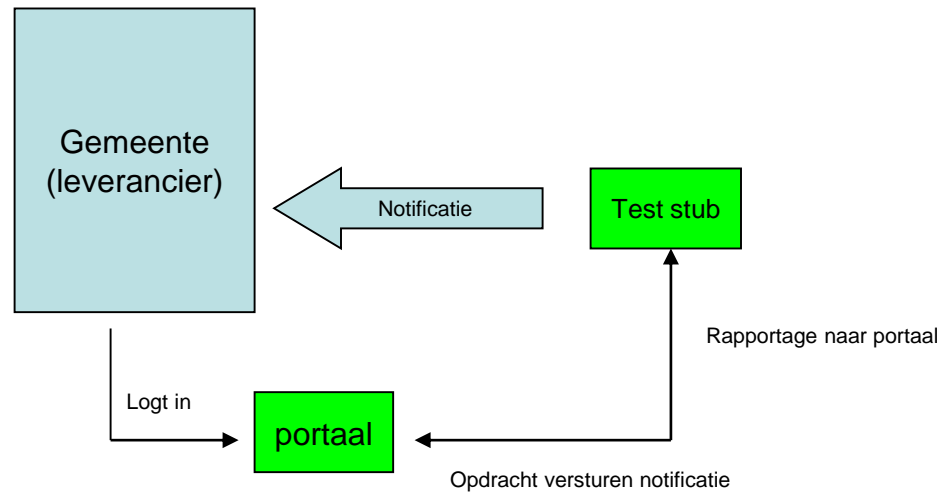 Gemeente
(leverancier)
Notificatie
Test stub
Rapportage naar portaal
Logt in
portaal
Opdracht versturen notificatie